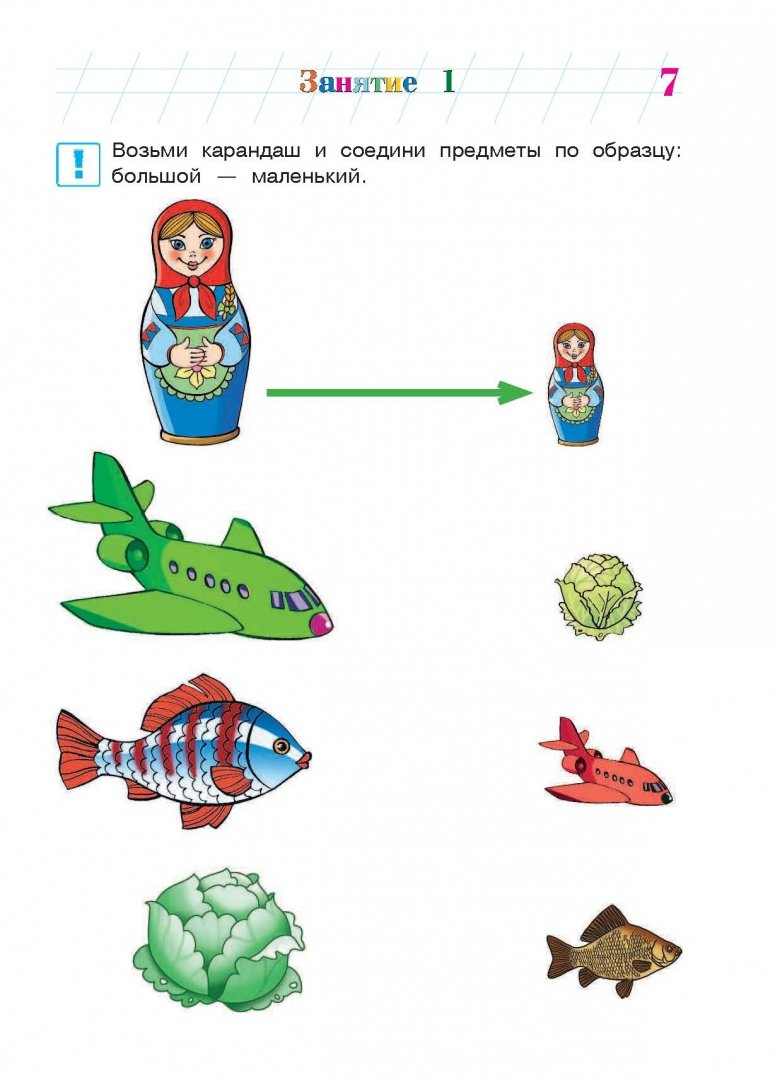 Занятие 1
7
!
Возьми карандаш и соедини предметы по образцу:
большой — маленький.